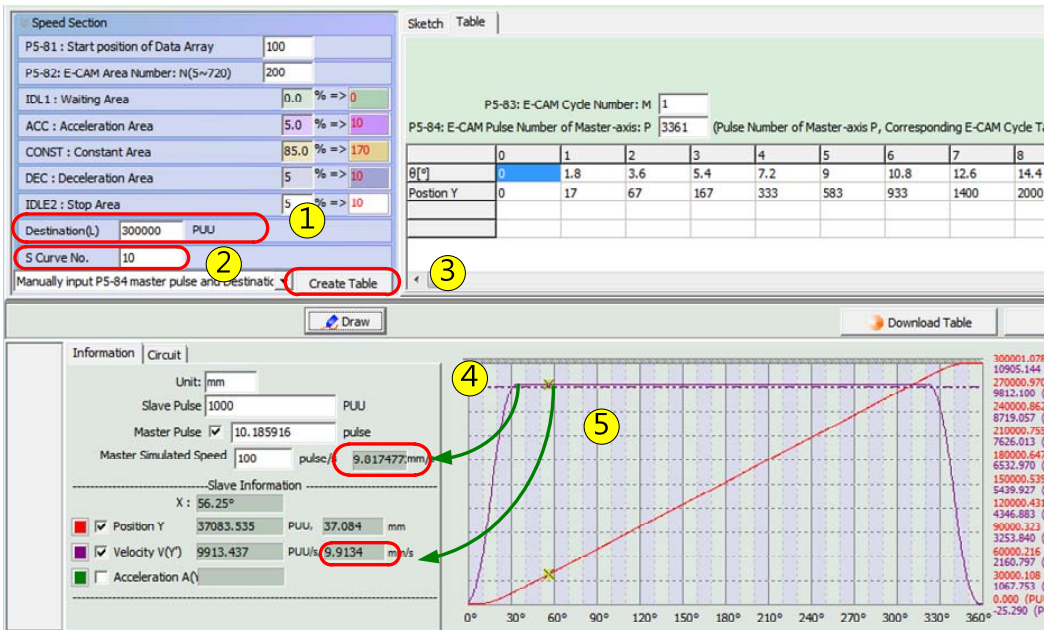 Speed Section
P5-81 : Start position of Data Array 100
P5-82: E-CAM Area Number: N(5~720) 200
IDL1 : Waiting Area 0.0 % => 0
ACC : Acceleration Area 5.0 % => 10
CONST : Constant Area 85.0 % => 170
DEC : Deceleration Area 5 % => 10
IDLE2 : Stop Area 5 % => 10
1
Destination(L) 300000 PUU
S Curve No. 10
2
Manually input P5-84 master pulse and Destinatic Create Table
Sketch Table
P5-83: E-CAM Cycle Number: M 1
P5-84: E-CAM Pulse Number of Master-axis: P 3361 (Pulse Number of Master-axis P, Corresponding E-CAM Cycle Ta
0 1 2 3 4 5 6 7 8
θ[°] 0 1.8 3.6 5.4 7.2 9 10.8 12.6 14.4
Postion Y 0 17 67 167 333 583 933 1400 2000
3
Draw Download Table
Information Circuit
Unit: mm
Slave Pulse 1000 PUU
Master Pulse 10.185916 pulse
Master Simulated Speed 100 pulse/s 9.817477 mm/s
Slave Information
X : 56.25°
Position Y 37083.535 PUU, 37.084 mm
Velocity V(Y') 9913.437 PUU/s 9.9134 mm/s
Acceleration A(Y
4
5
300001.078
10905.144
270000.970
9812.100 (
240000.862
8719.057 (
210000.755
7626.013 (
180000.647
6532.970 (
150000.539
5439.927 (
120000.431
4346.883 (
90000.323
3253.840 (
60000.216
2160.797 (
30000.108
1067.753 (
0.000 (PU
-25.290 (P
0° 30° 60° 90° 120° 150° 180° 210° 240° 270° 300° 330° 360°